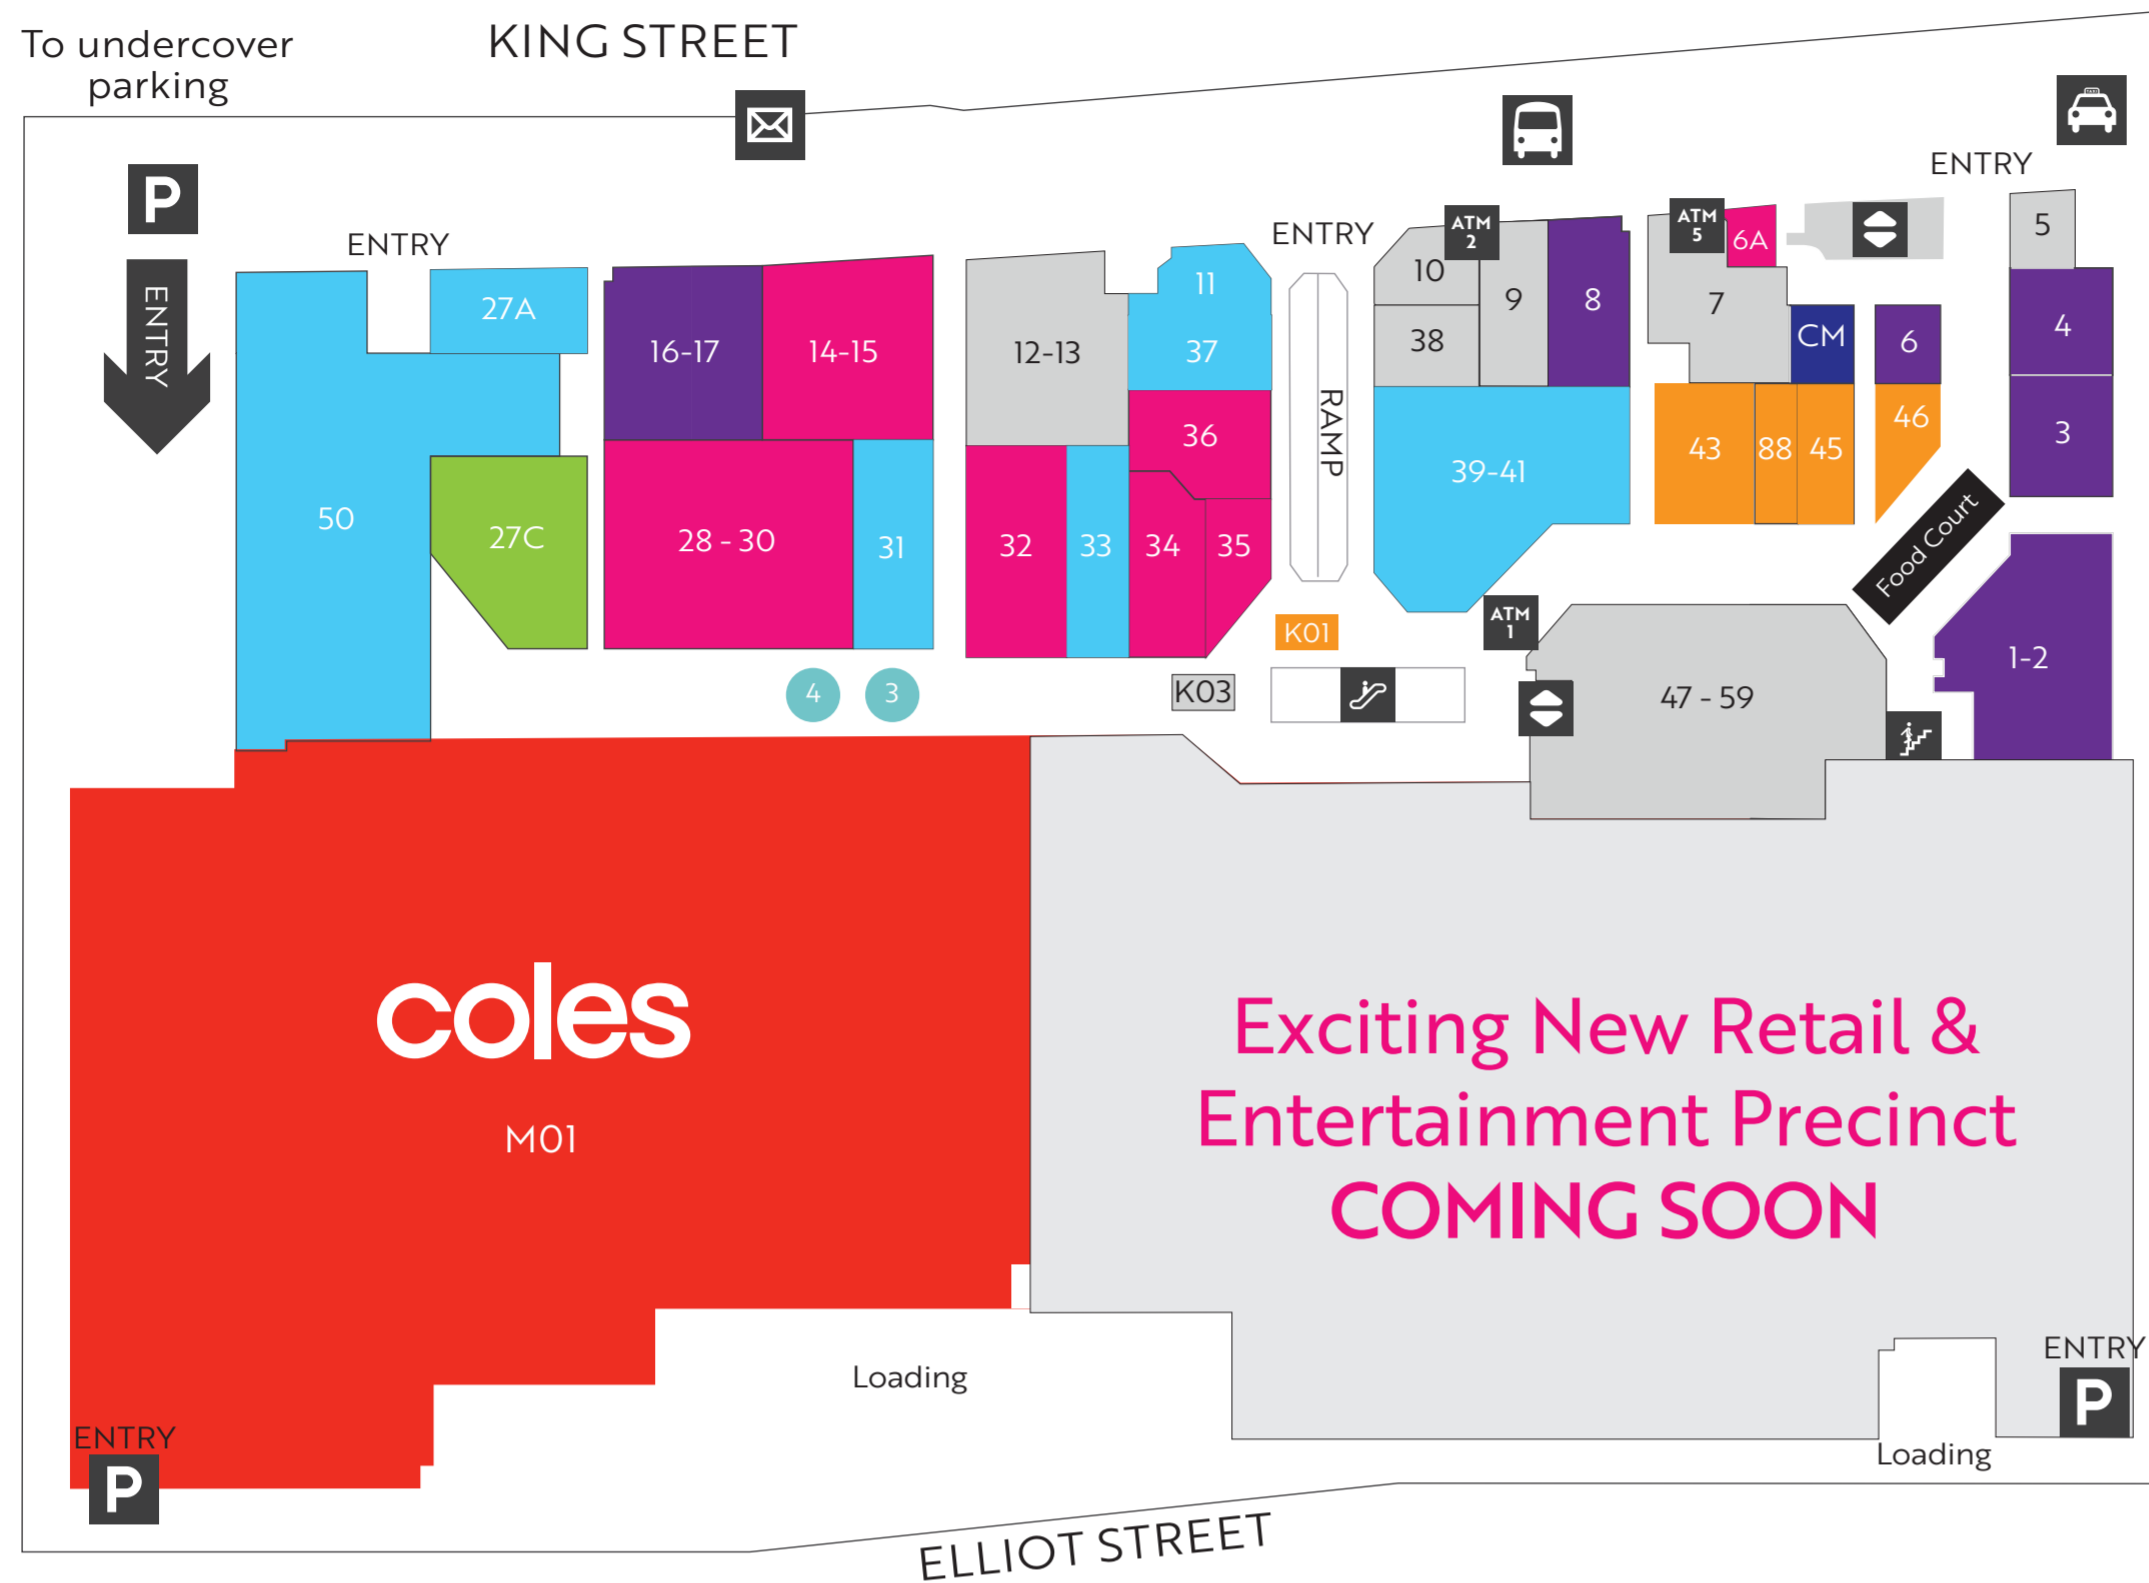 To undercover
parking
KING STREET
P
ENTRY
ENTRY
ENTRY
ENTRY
ATM
2
ATM
5
6A
5
27A
11
10
9
8
7
CM
6
4
16-17
14-15
12-13
37
38
RAMP
36
39-41
43
88
45
46
3
50
27C
28 - 30
31
32
33
34
35
Food Court
K01
ATM
1
1-2
4
3
K03
47 - 59
coles
M01
Exciting New Retail &
Entertainment Precinct
COMING SOON
Loading
ENTRY
P
ENTRY
P
Loading
ELLIOT STREET